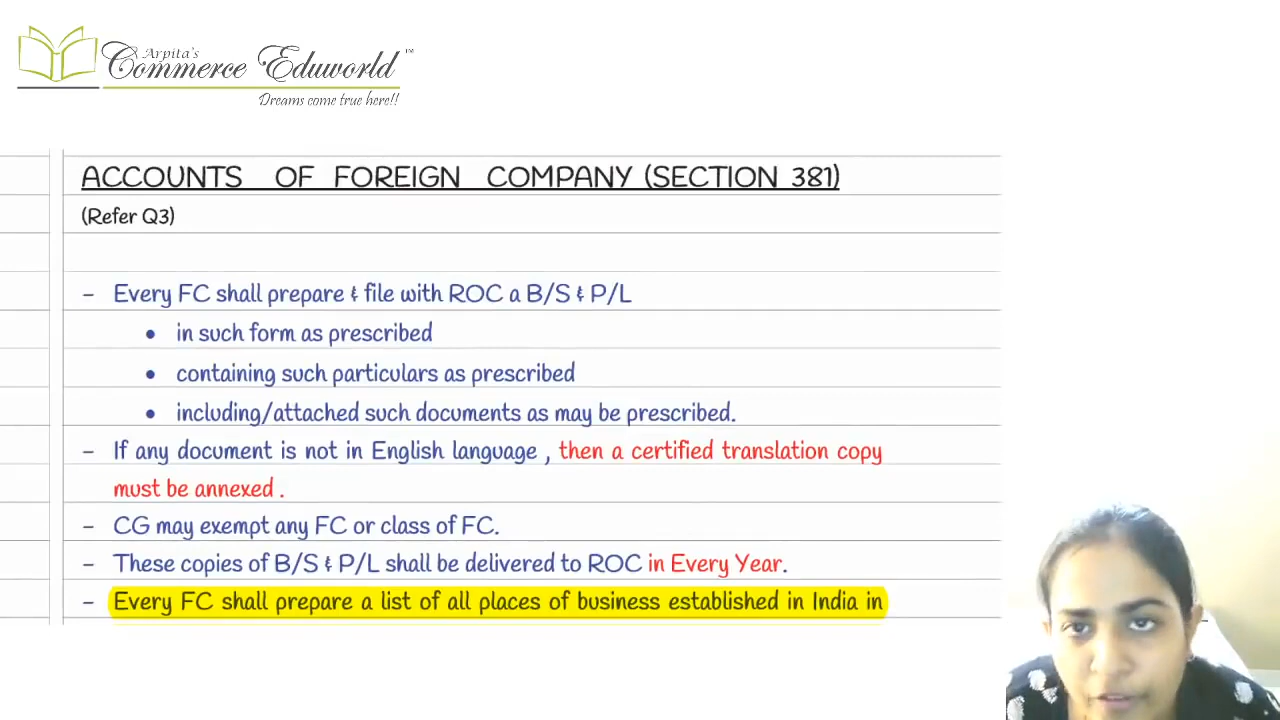 Arpita's
Commerce Eduworld™
Dreams come true here!!
ACCOUNTS OF FOREIGN COMPANY (SECTION 381)
(Refer Q3)
- Every FC shall prepare & file with ROC a B/S & P/L
• in such form as prescribed
• containing such particulars as prescribed
• including/attached such documents as may be prescribed.
- If any document is not in English language , then a certified translation copy
must be annexed .
- CG may exempt any FC or class of FC.
- These copies of B/S & P/L shall be delivered to ROC in Every Year.
- Every FC shall prepare a list of all places of business established in India in